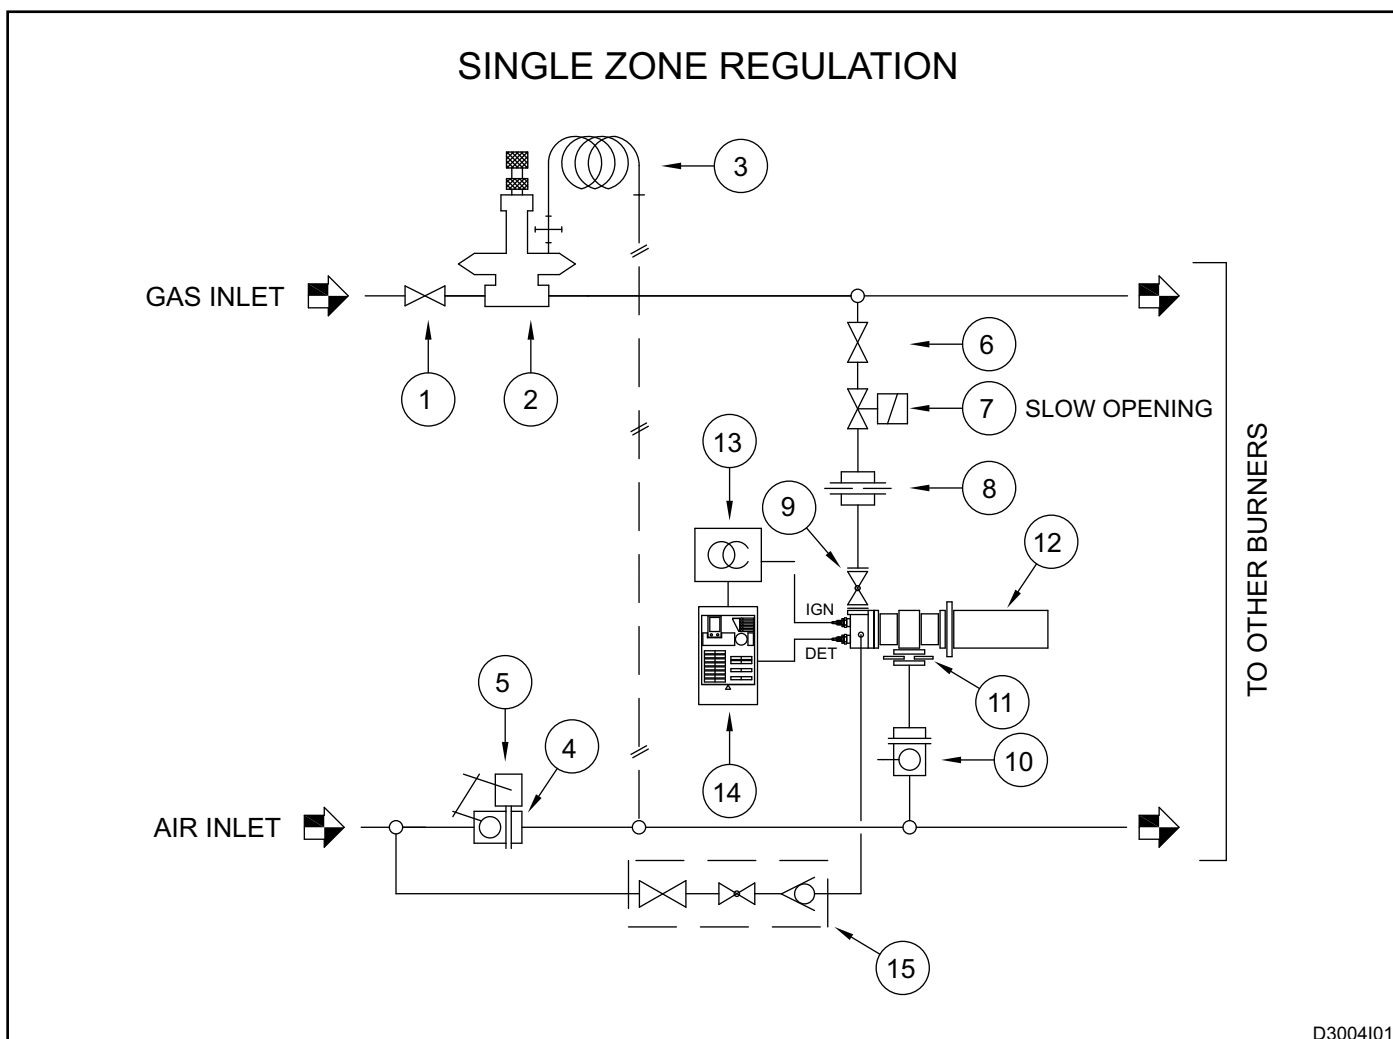 SINGLE ZONE REGULATION
3
GAS INLET
1
2
6
7 SLOW OPENING
13
8
9
12
IGN
DET
TO OTHER BURNERS
5
4
11
10
14
AIR INLET
15
D3004I01